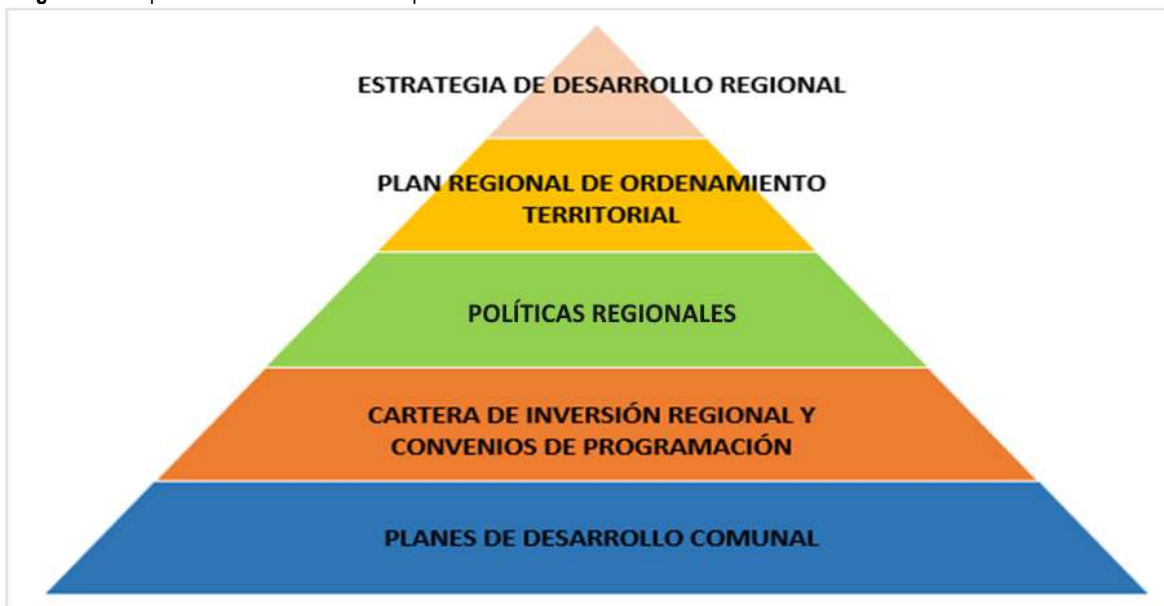 ESTRATEGIA DE DESARROLLO REGIONAL
PLAN REGIONAL DE ORDENAMIENTO
TERRITORIAL
POLÍTICAS REGIONALES
CARTERA DE INVERSIÓN REGIONAL Y
CONVENIOS DE PROGRAMACIÓN
PLANES DE DESARROLLO COMUNAL